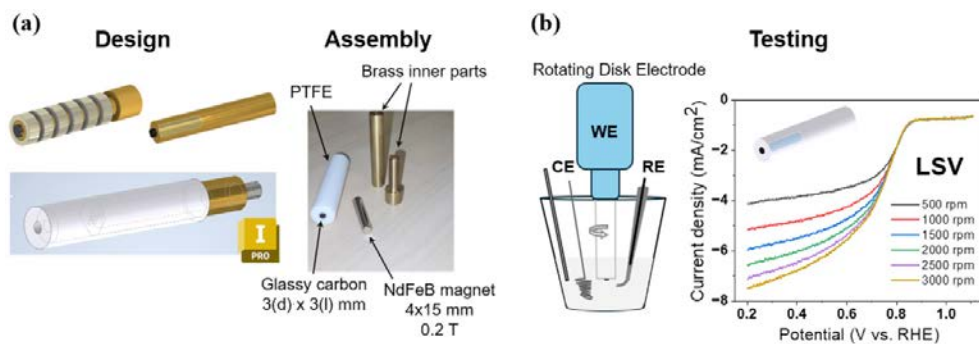 (a)
Design
Assembly
Brass inner parts
PTFE
I
PRO
Glassy carbon
3(d) x 3(l) mm
NdFeB magnet
4x15 mm
0.2 T
(b)
Testing
Rotating Disk Electrode
WE
CE
RE
0
−2
−4
−6
−8
Current density (mA/cm²)
LSV
500 rpm
1000 rpm
1500 rpm
2000 rpm
2500 rpm
3000 rpm
0.2 0.4 0.6 0.8 1.0
Potential (V vs. RHE)